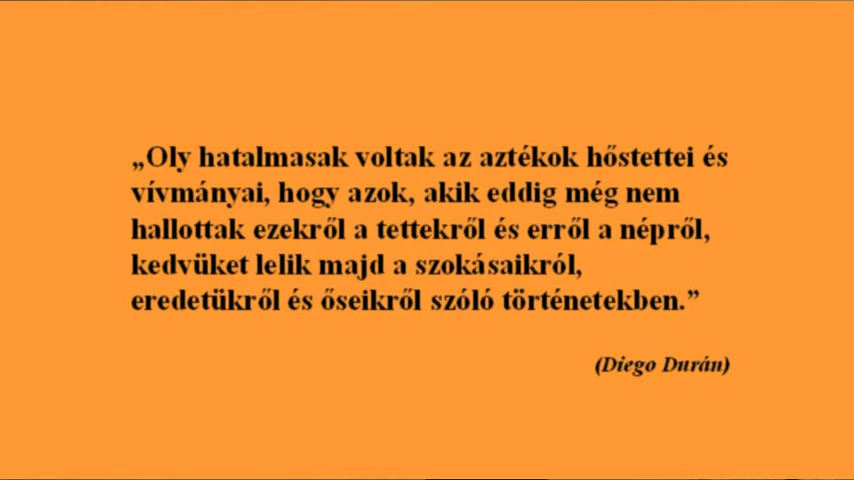 „Oly hatalmasak voltak az aztékok hőstettei és
vívmányai, hogy azok, akik eddig még nem
hallottak ezekről a tettekről és erről a népről,
kedvüket lelik majd a szokásaikról,
eredetükről és őseikről szóló történetekben.”
(Diego Durán)